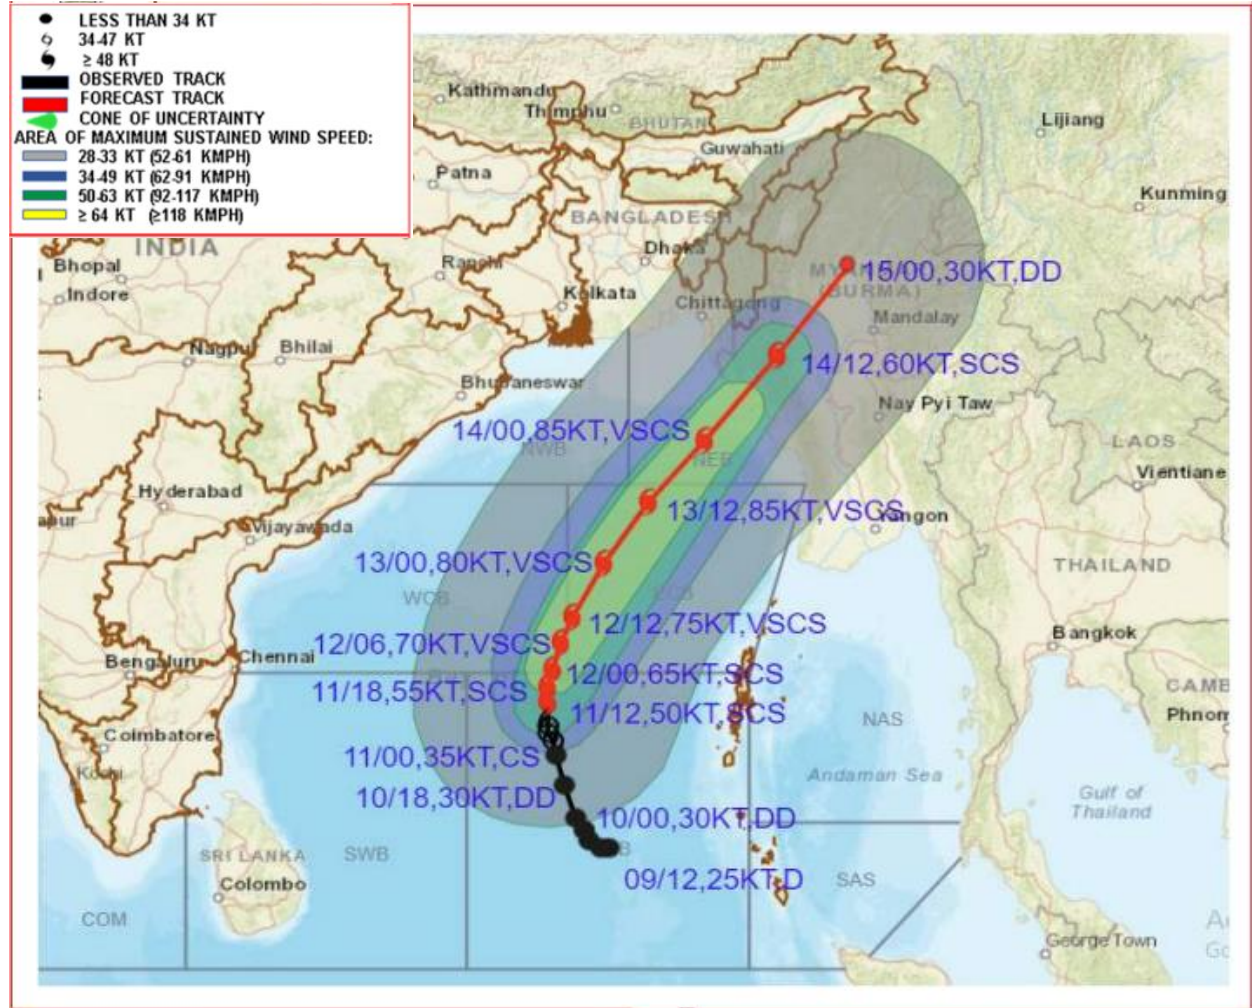 LESS THAN 34 KT
34-47 KT
≥ 48 KT
OBSERVED TRACK
FORECAST TRACK
CONE OF UNCERTAINTY
AREA OF MAXIMUM SUSTAINED WIND SPEED:
28-33 KT (52-61 KMPH)
34-49 KT (62-91 KMPH)
50-63 KT (92-117 KMPH)
≥ 64 KT (≥118 KMPH)
Kathmandu
Thimphu
BHUTAN
Lijiang
Guwahati
Patna
Kunming
BANGLADESH
INDIA
Dhaka
Bhopal
Ranchi
Indore
Kolkata
Chittagong
15/00,30KT,DD
(BURMA)
Mandalay
Nagpur
Bhilai
14/12,60KT,SCS
Bhubaneswar
Nay Pyi Taw
14/00,85KT,VSCS
NWB
NEB
LAOS
Vientiane
Hyderabad
13/12,85KT,VSCS
Yangon
Vijayawada
13/00,80KT,VSCS
THAILAND
WCB
ECB
12/12,75KT,VSCS
12/06,70KT,VSCS
Bangkok
Bengaluru
Chennai
12/00,65KT,SCS
11/18,55KT,SCS
CAMB
11/12,50KT,SCS
Phnom
NAS
Coimbatore
Kochi
11/00,35KT,CS
Andaman Sea
10/18,30KT,DD
Gulf of
Thailand
10/00,30KT,DD
SRI LANKA
SWB
Colombo
09/12,25KT,D
SAS
COM
George Town